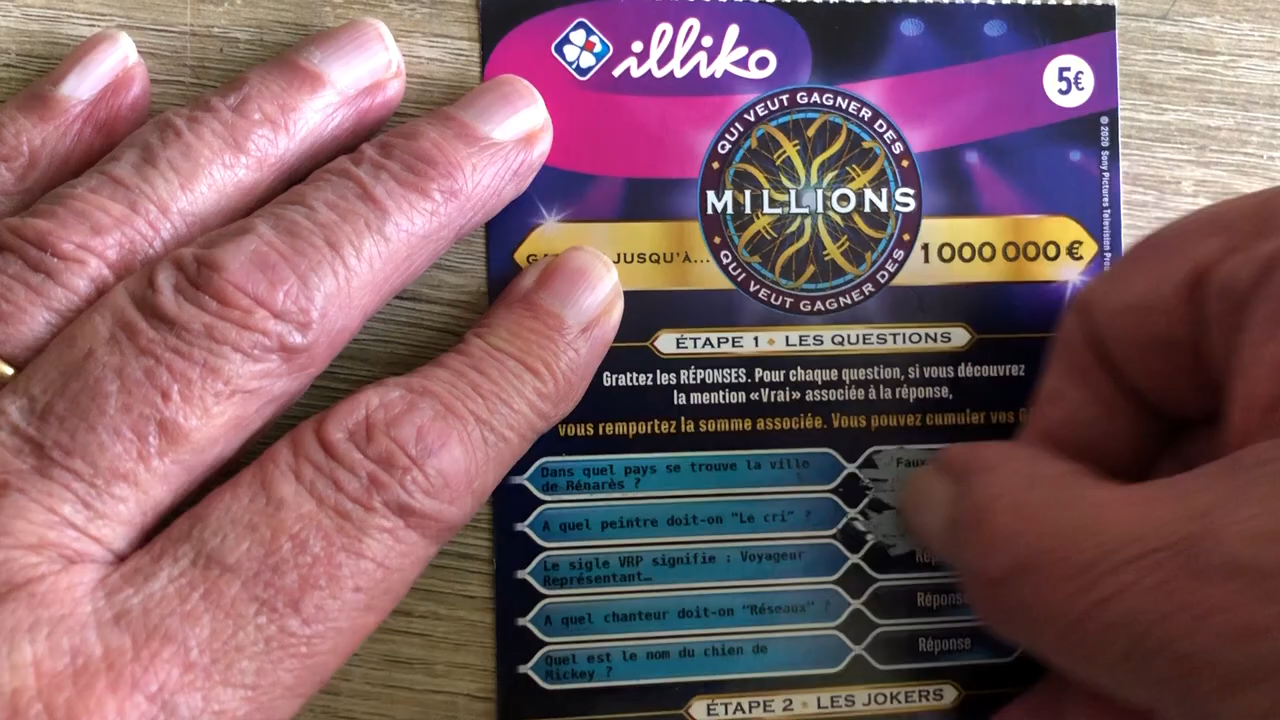 illiko
5€
QUI VEUT GAGNER DES
MILLIONS
QUI VEUT GAGNER DES
JUSQU'À...
1 000 000 €
© 2020 Sony Pictures Television
ÉTAPE 1 • LES QUESTIONS
Grattez les RÉPONSES. Pour chaque question, si vous découvrez
la mention «Vrai» associée à la réponse,
vous remportez la somme associée. Vous pouvez cumuler vos
Dans quel pays se trouve la ville
de Rénarès ?
Faux
A quel peintre doit-on "Le cri" ?
Le sigle VRP signifie : Voyageur
Représentant…
A quel chanteur doit-on "Réseaux" ?
Réponse
Quel est le nom du chien de
Mickey ?
Réponse
ÉTAPE 2 • LES JOKERS